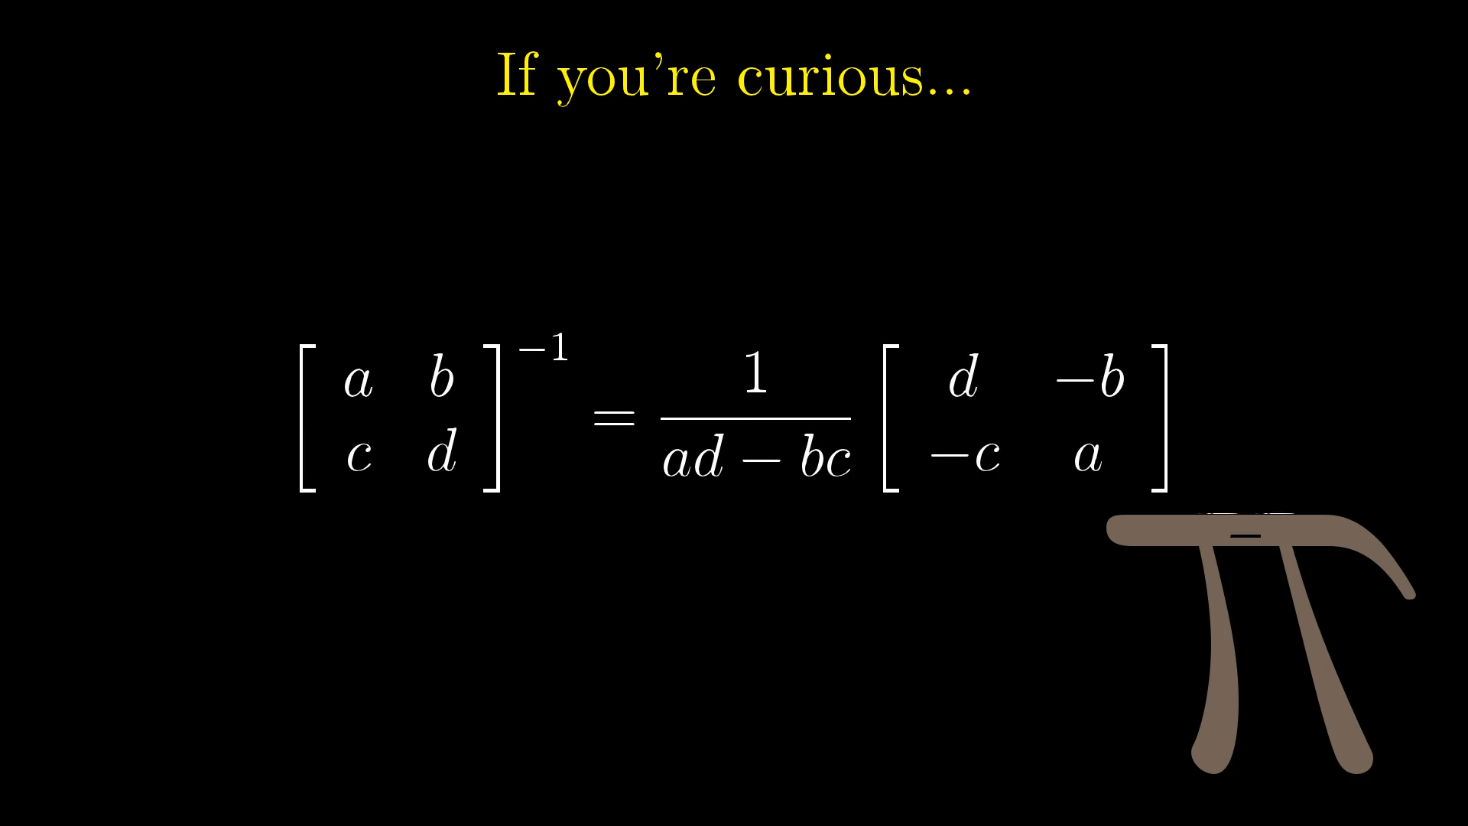 If you're curious...
\begin{bmatrix} a & b \\ c & d \end{bmatrix}^{-1} = \frac{1}{ad - bc} \begin{bmatrix} d & -b \\ -c & a \end{bmatrix}